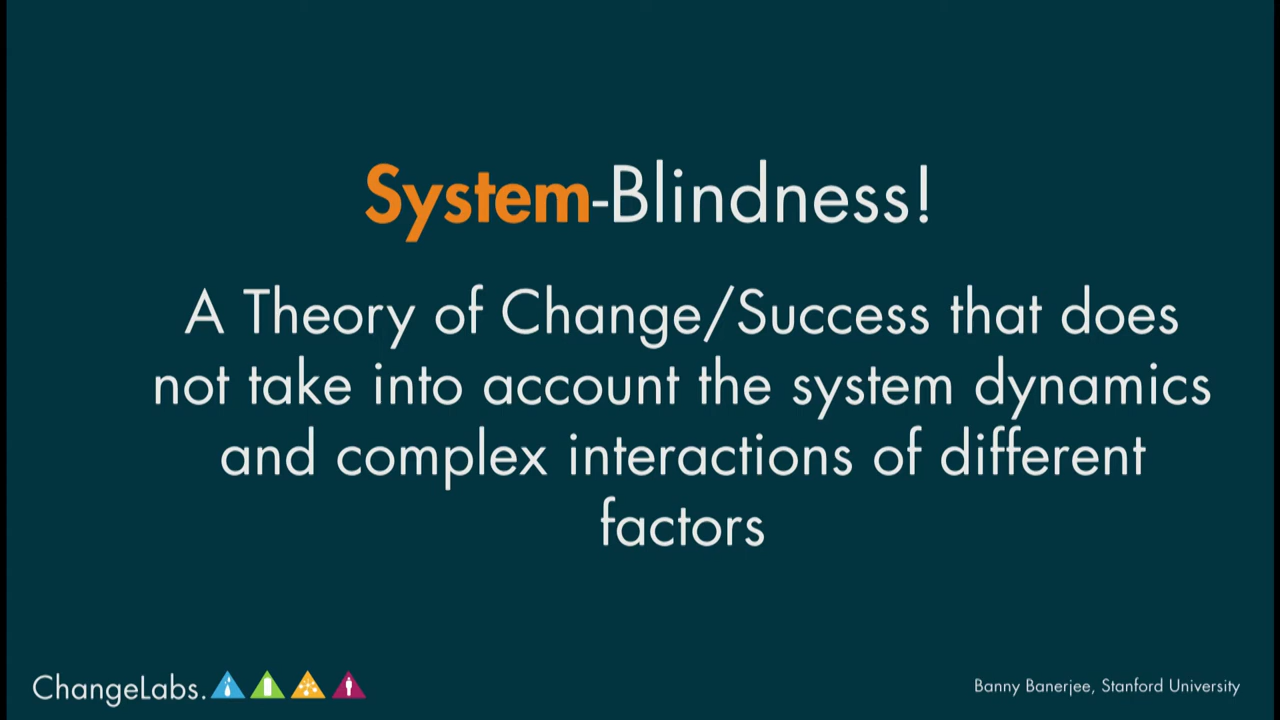 System-Blindness!
A Theory of Change/Success that does
not take into account the system dynamics
and complex interactions of different
factors
ChangeLabs.
Banny Banerjee, Stanford University